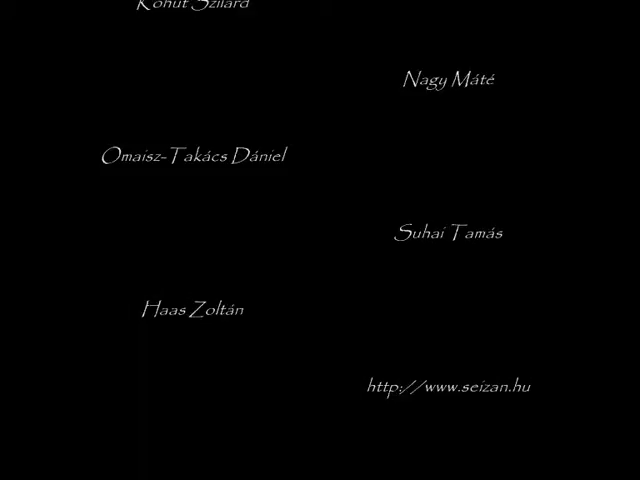 Kohut Szilárd
Nagy Máté
Omaisz-Takács Dániel
Suhai Tamás
Haas Zoltán
http://www.seizan.hu